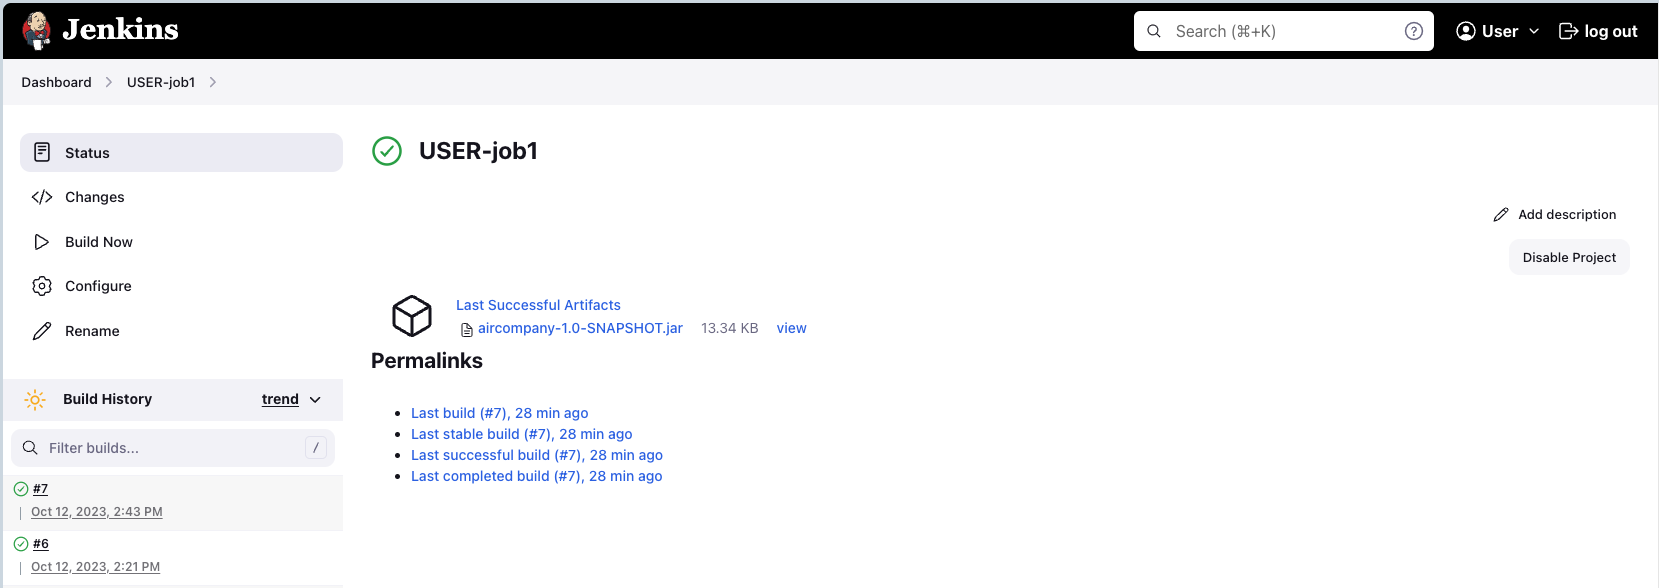 Jenkins
Search (⌘+K)
?
User
log out
Dashboard
USER-job1
Status
Changes
Build Now
Configure
Rename
Build History
trend
Filter builds...
/
#7
Oct 12, 2023, 2:43 PM
#6
Oct 12, 2023, 2:21 PM
USER-job1
Add description
Disable Project
Last Successful Artifacts
aircompany-1.0-SNAPSHOT.jar 13.34 KB view
Permalinks
Last build (#7), 28 min ago
Last stable build (#7), 28 min ago
Last successful build (#7), 28 min ago
Last completed build (#7), 28 min ago